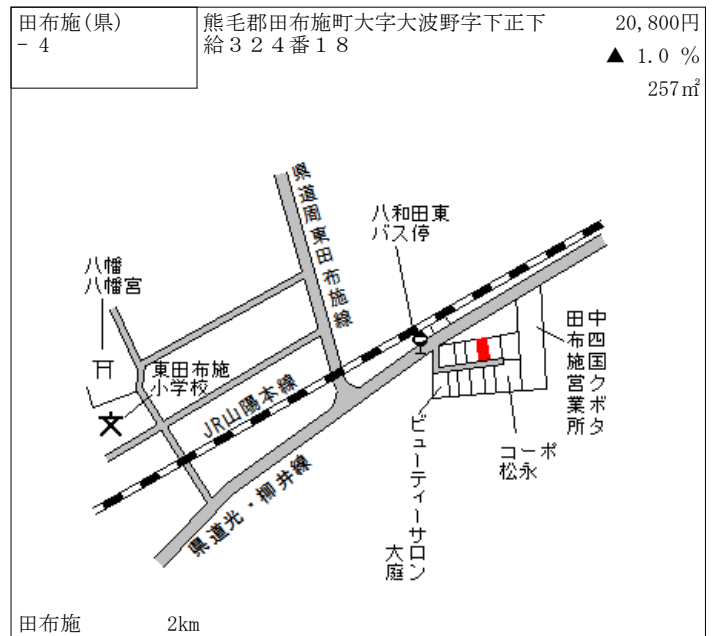 田布施(県)
- 4
熊毛郡田布施町大字大波野字下正下
給３２４番１８
20,800円
▲ 1.0 %
257㎡
県道周東田布施線
八和田東
バス停
八幡
八幡宮
東田布施
小学校
JR山陽本線
県道光・柳井線
中四国クボタ
田布施営業所
コーポ
松永
ビューティーサロン
大庭
田布施 2km